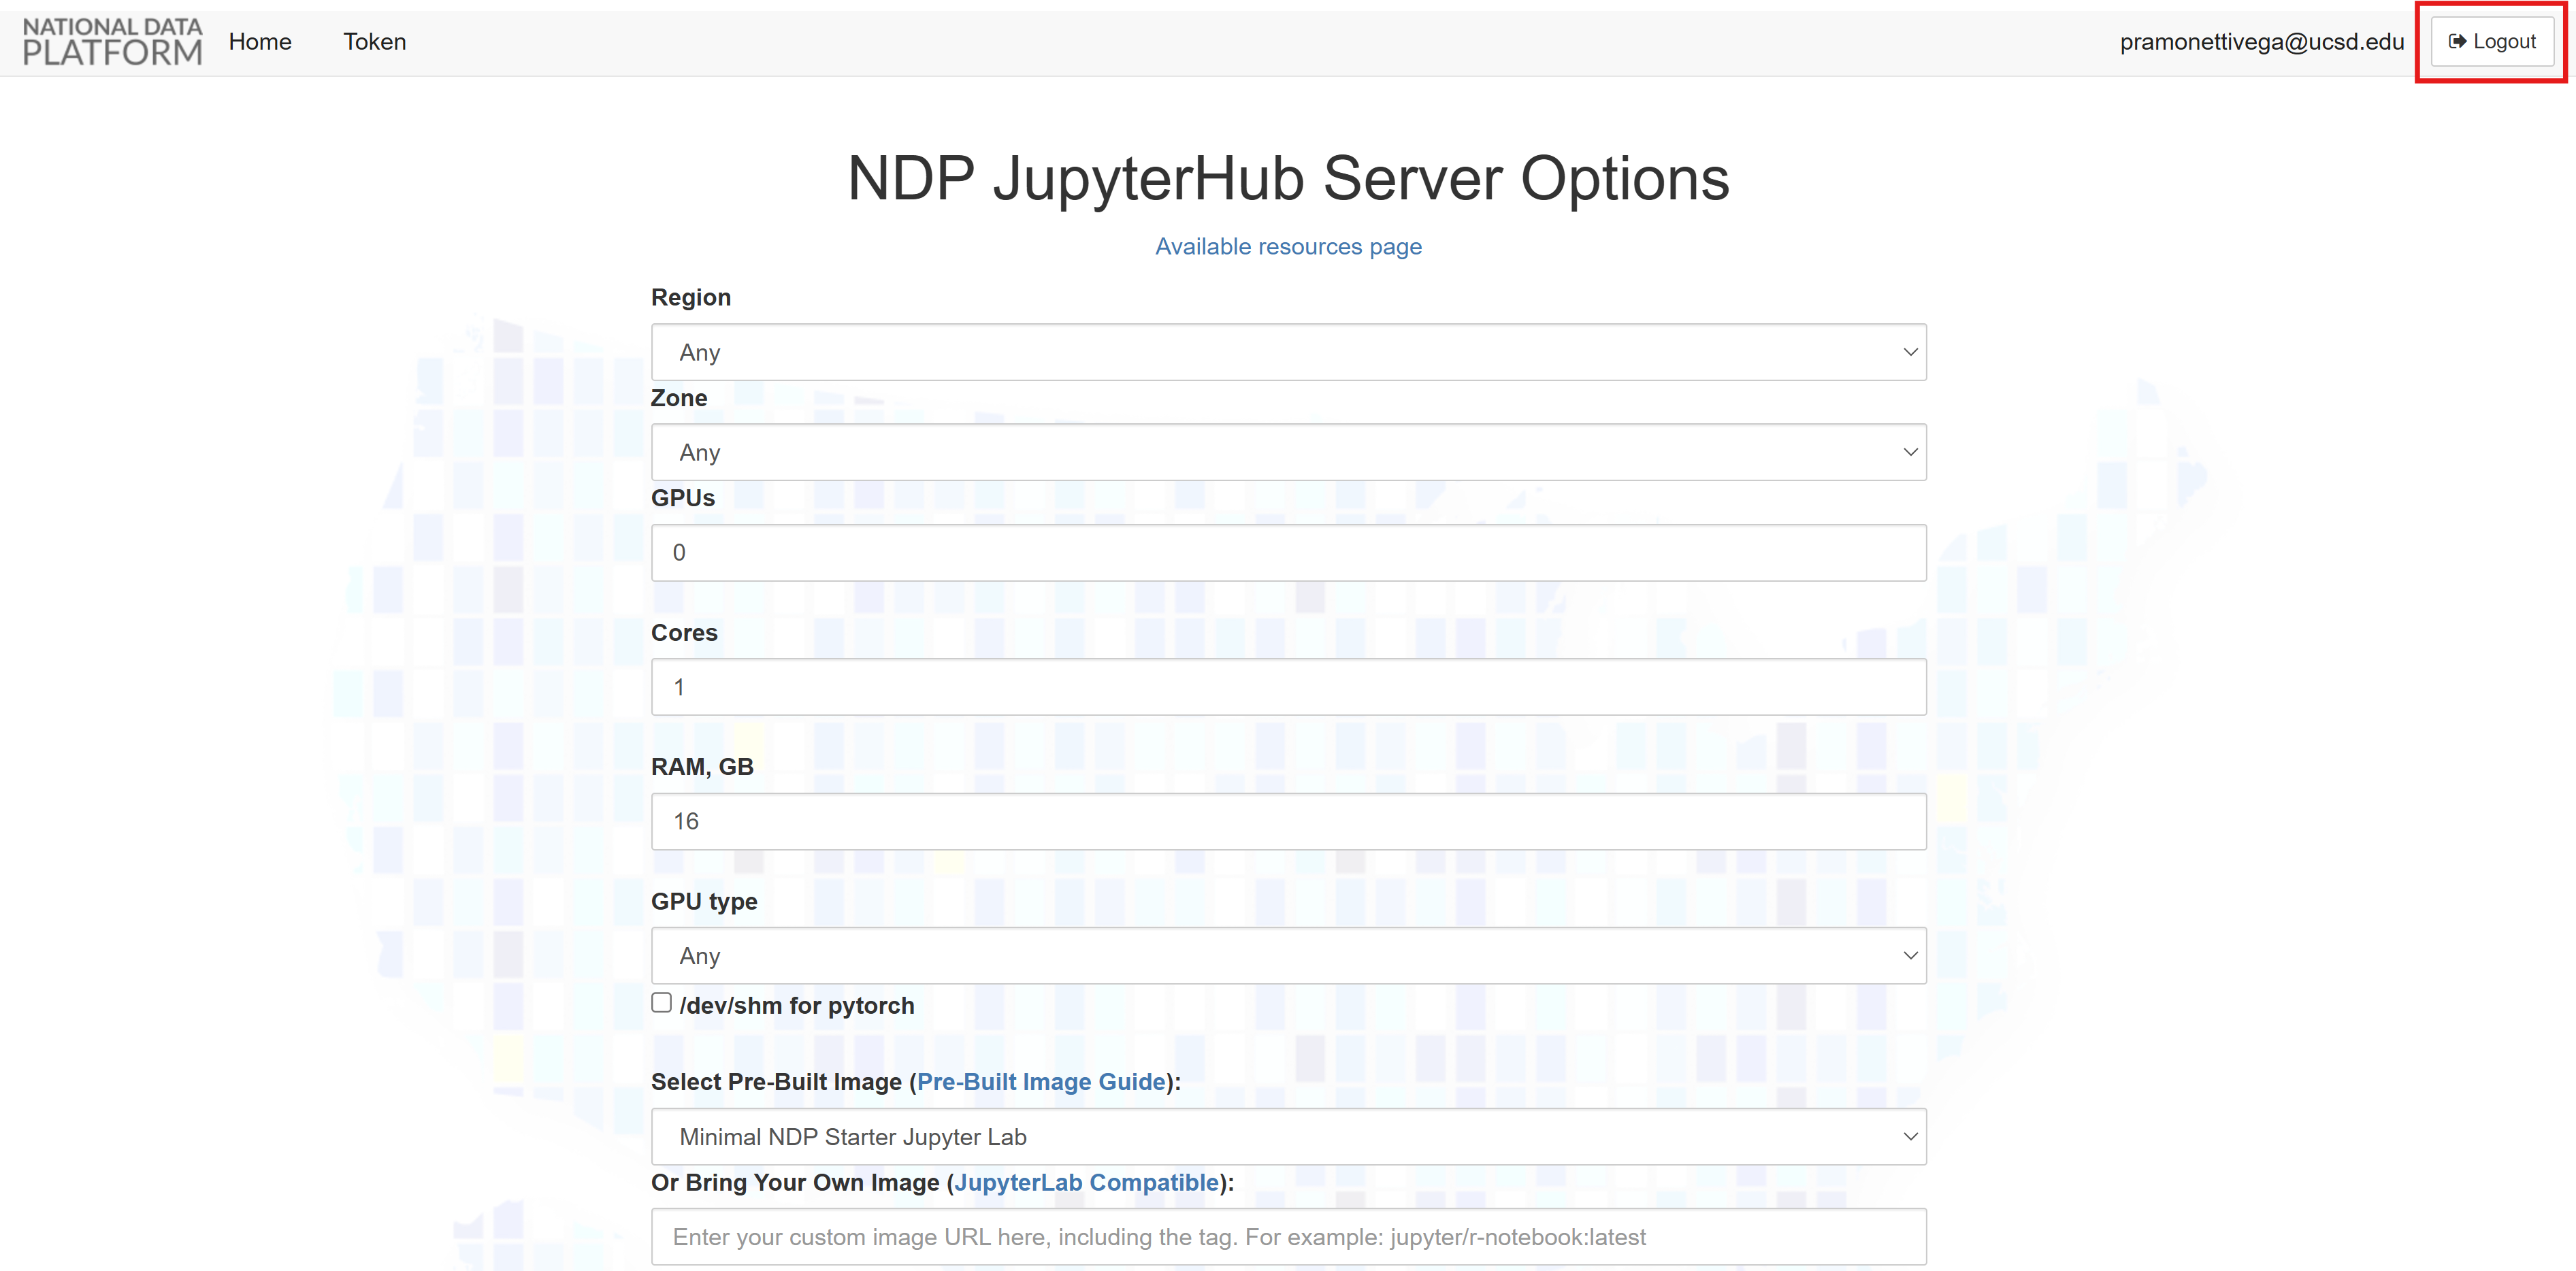 NATIONAL DATA
PLATFORM
Home
Token
pramonettivega@ucsd.edu
Logout
NDP JupyterHub Server Options
Available resources page
Region
Any
Zone
Any
GPUs
0
Cores
1
RAM, GB
16
GPU type
Any
/dev/shm for pytorch
Select Pre-Built Image (Pre-Built Image Guide):
Minimal NDP Starter Jupyter Lab
Or Bring Your Own Image (JupyterLab Compatible):
Enter your custom image URL here, including the tag. For example: jupyter/r-notebook:latest